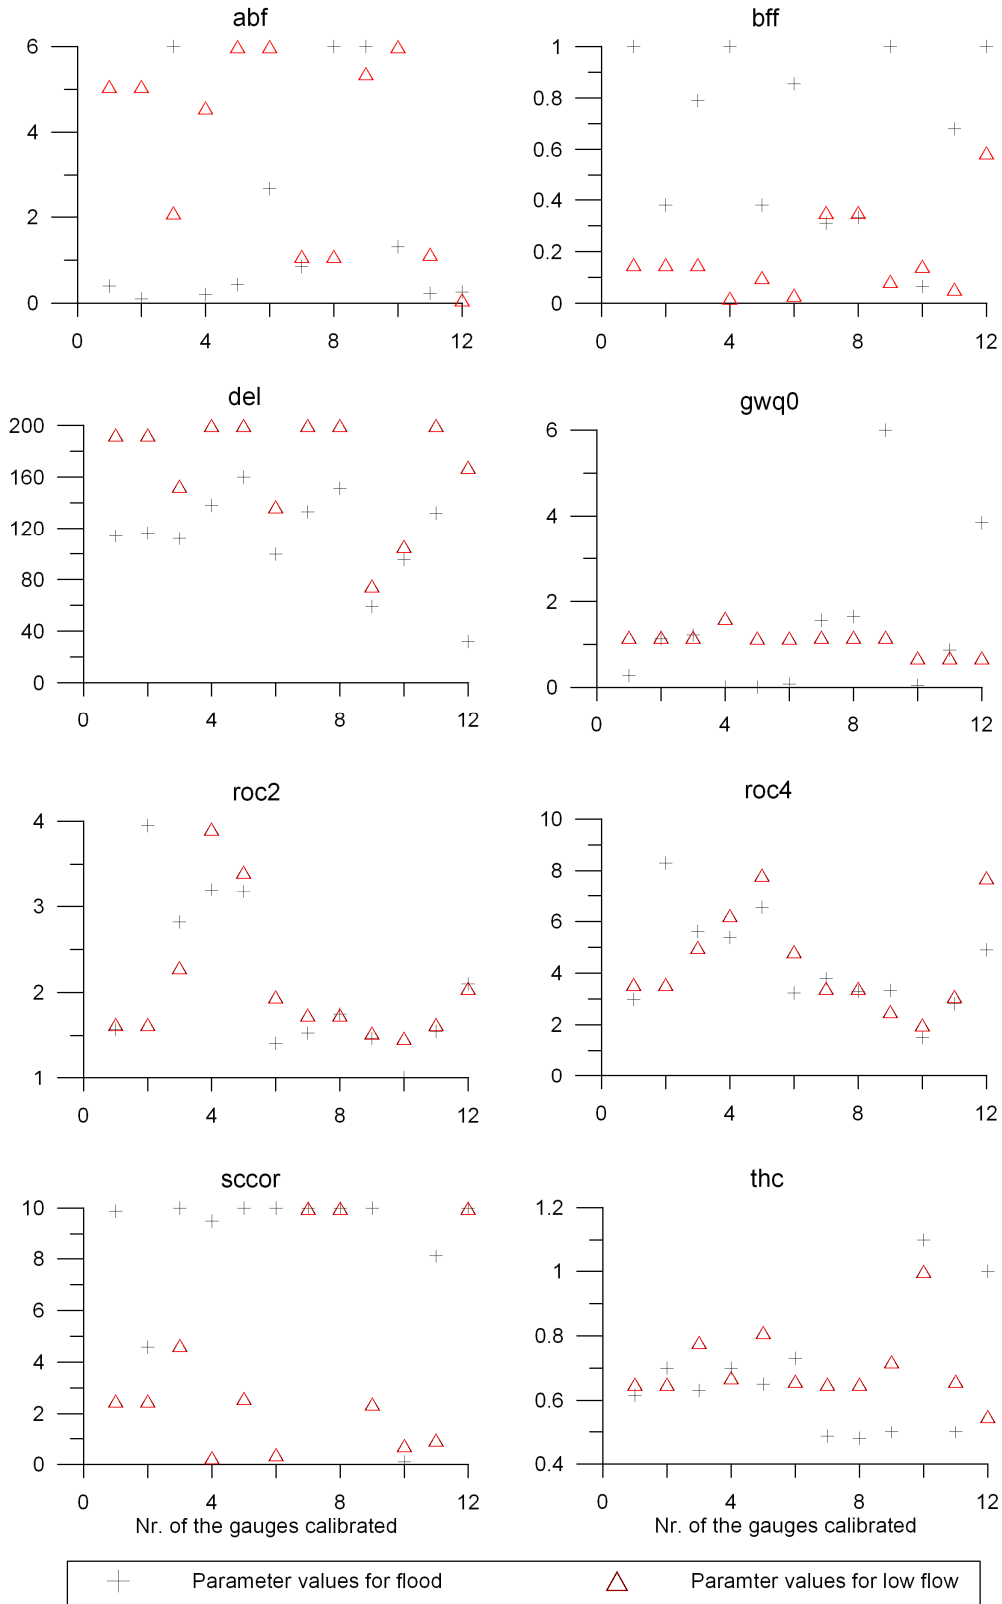 abf
6
4
2
0
0 4 8 12
bff
1
0.8
0.6
0.4
0.2
0
0 4 8 12
del
200
160
120
80
40
0
0 4 8 12
gwq0
6
4
2
0
0 4 8 12
roc2
4
3
2
1
0 4 8 12
roc4
10
8
6
4
2
0
0 4 8 12
sccor
10
8
6
4
2
0
0 4 8 12
Nr. of the gauges calibrated
thc
1.2
1
0.8
0.6
0.4
0 4 8 12
Nr. of the gauges calibrated
Parameter values for flood
Paramter values for low flow